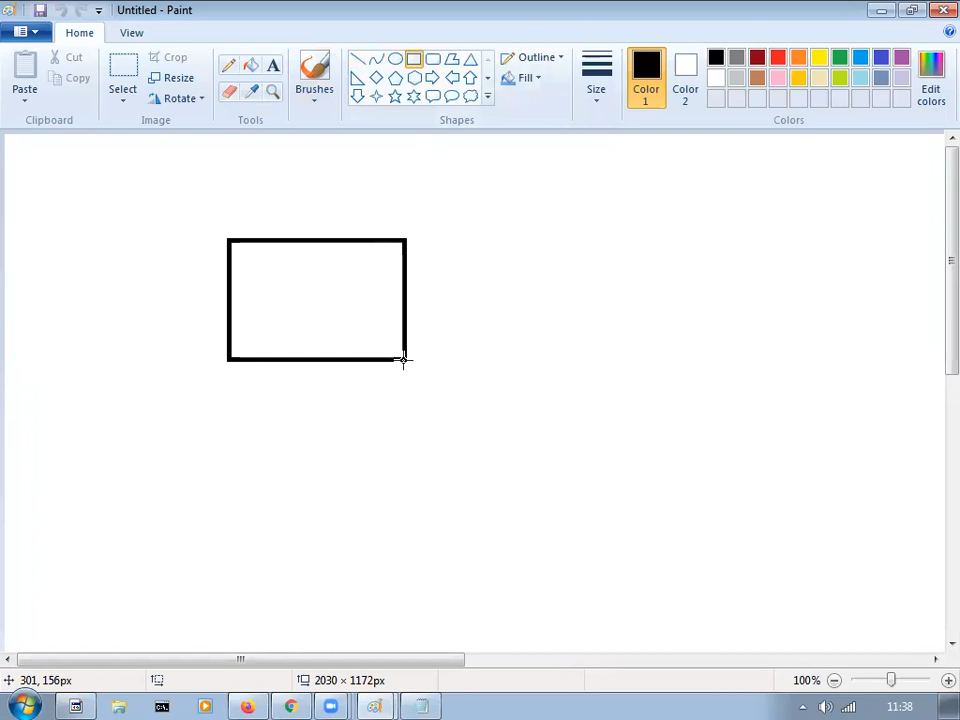 Untitled - Paint
Home View
Paste
Cut
Copy
Clipboard
Select
Crop
Resize
Rotate
Image
Tools
Brushes
Outline
Fill
Shapes
Size
Color 1
Color 2
Edit colors
Colors
301, 156px
2030 × 1172px
100%
11:38